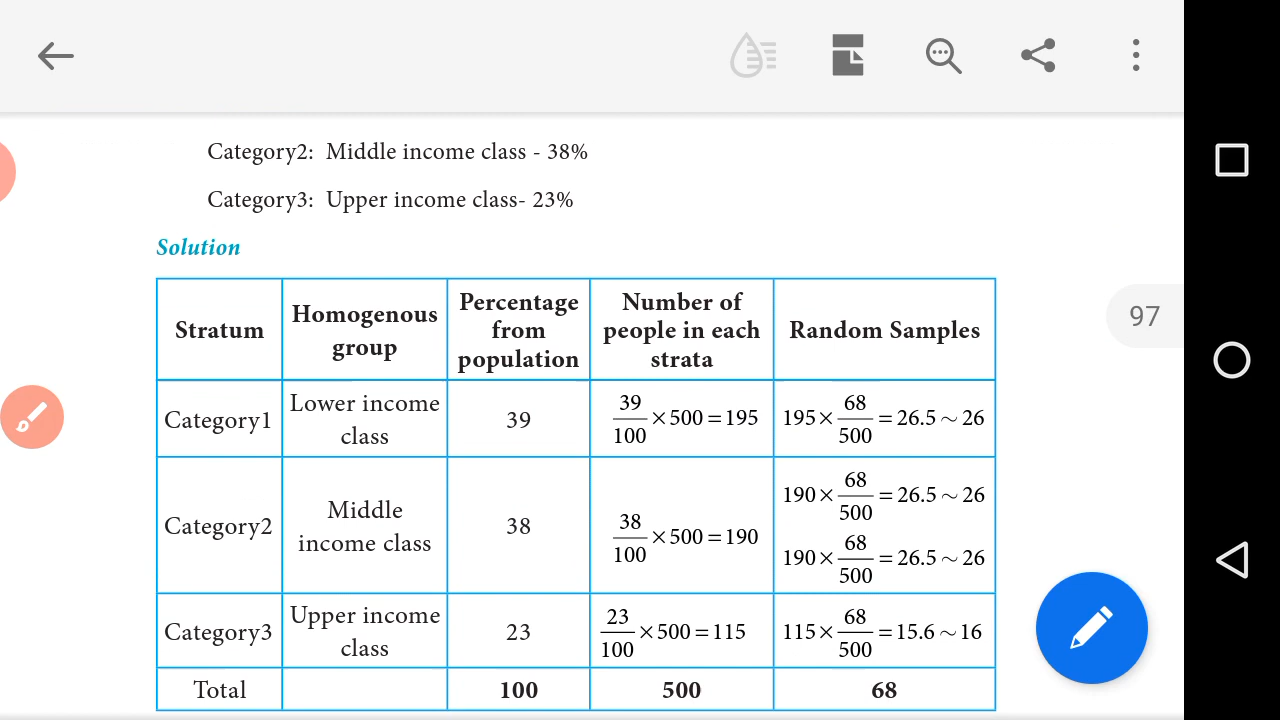 Category2: Middle income class - 38%
Category3: Upper income class- 23%
Solution
Stratum
Homogenous group
Percentage from population
Number of people in each strata
Random Samples
Category1
Lower income class
39
39/100 × 500 = 195
195 × 68/500 = 26.5 ~ 26
Category2
Middle income class
38
38/100 × 500 = 190
190 × 68/500 = 26.5 ~ 26
190 × 68/500 = 26.5 ~ 26
Category3
Upper income class
23
23/100 × 500 = 115
115 × 68/500 = 15.6 ~ 16
Total
100
500
68
97